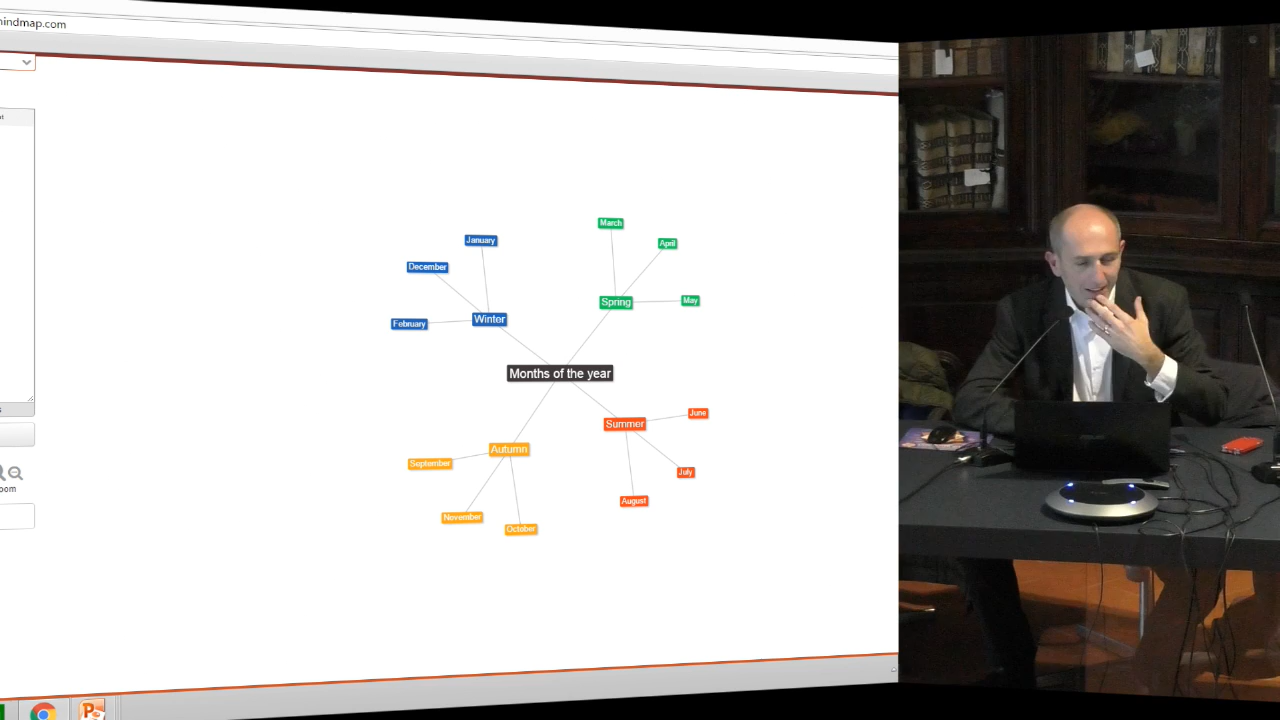 nindmap.com
March
January
April
December
May
Spring
Winter
February
Months of the year
June
Summer
Autumn
September
July
August
November
October
oom